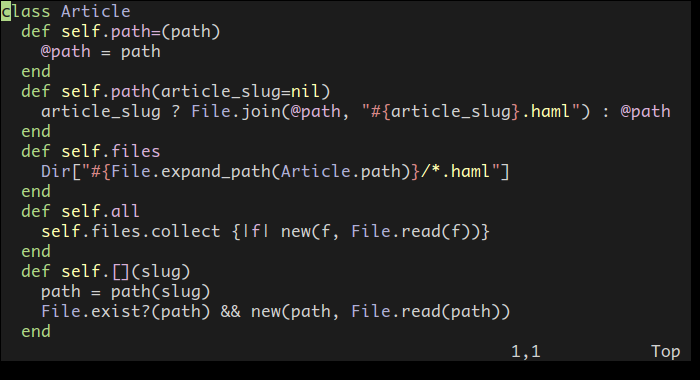 class Article
  def self.path=(path)
    @path = path
  end
  def self.path(article_slug=nil)
    article_slug ? File.join(@path, "#{article_slug}.haml") : @path
  end
  def self.files
    Dir["#{File.expand_path(Article.path)}/*.haml"]
  end
  def self.all
    self.files.collect {|f| new(f, File.read(f))}
  end
  def self.[](slug)
    path = path(slug)
    File.exist?(path) && new(path, File.read(path))
  end
1,1 Top